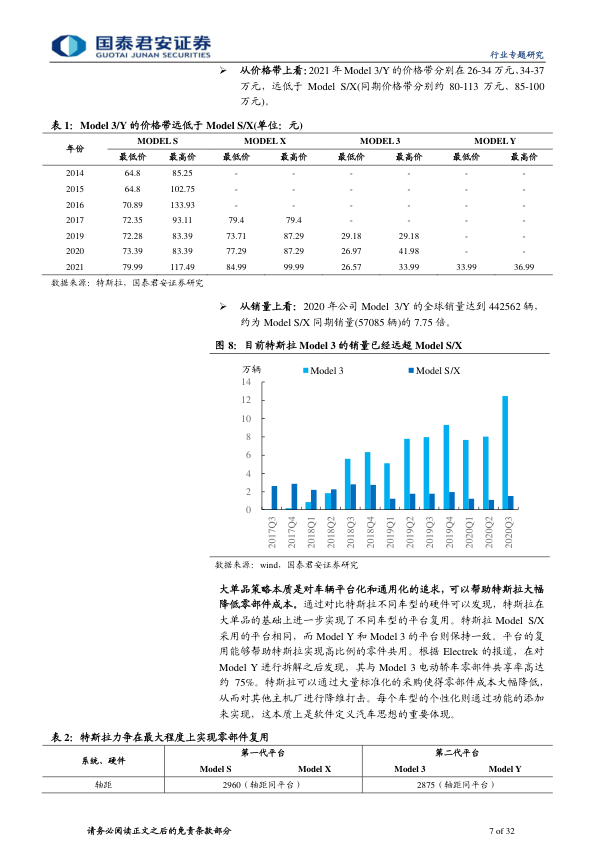 国泰君安证券
GUOTAI JUNAN SECURITIES
行业专题研究
➢ 从价格带上看：2021 年 Model 3/Y 的价格带分别在 26-34 万元、34-37
万元，远低于 Model S/X(同期价格带分别约 80-113 万元、85-100
万元)。
表 1：Model 3/Y 的价格带远低于 Model S/X(单位：元)
年份 MODEL S MODEL X MODEL 3 MODEL Y
最低价 最高价 最低价 最高价 最低价 最高价 最低价 最高价
2014 64.8 85.25 - - - - - -
2015 64.8 102.75 - - - - - -
2016 70.89 133.93 - - - - - -
2017 72.35 93.11 79.4 79.4 - - - -
2019 72.28 83.39 73.71 87.29 29.18 29.18 - -
2020 73.39 83.39 77.29 87.29 26.97 41.98 - -
2021 79.99 117.49 84.99 99.99 26.57 33.99 33.99 36.99
数据来源：特斯拉，国泰君安证券研究
➢ 从销量上看：2020 年公司 Model 3/Y 的全球销量达到 442562 辆，
约为 Model S/X 同期销量(57085 辆)的 7.75 倍。
图 8：目前特斯拉 Model 3 的销量已经远超 Model S/X
万辆
Model 3 Model S/X
14
12
10
8
6
4
2
0
2017Q3 2017Q4 2018Q1 2018Q2 2018Q3 2018Q4 2019Q1 2019Q2 2019Q3 2019Q4 2020Q1 2020Q2 2020Q3
数据来源：wind，国泰君安证券研究
大单品策略本质是对车辆平台化和通用化的追求，可以帮助特斯拉大幅
降低零部件成本。通过对比特斯拉不同车型的硬件可以发现，特斯拉在
大单品的基础上进一步实现了不同车型的平台复用。特斯拉 Model S/X
采用的平台相同，而 Model Y 和 Model 3 的平台则保持一致。平台的复
用能够帮助特斯拉实现高比例的零件共用。根据 Electrek 的报道，在对
Model Y 进行拆解之后发现，其与 Model 3 电动轿车零部件共享率高达
约 75%。特斯拉可以通过大量标准化的采购使得零部件成本大幅降低，
从而对其他主机厂进行降维打击。每个车型的个性化则通过功能的添加
来实现，这本质上是软件定义汽车思想的重要体现。
表 2：特斯拉力争在最大程度上实现零部件复用
系统、硬件 第一代平台 第二代平台
Model S Model X Model 3 Model Y
轴距 2960（轴距同平台） 2875（轴距同平台）
请务必阅读正文之后的免责条款部分
7 of 32